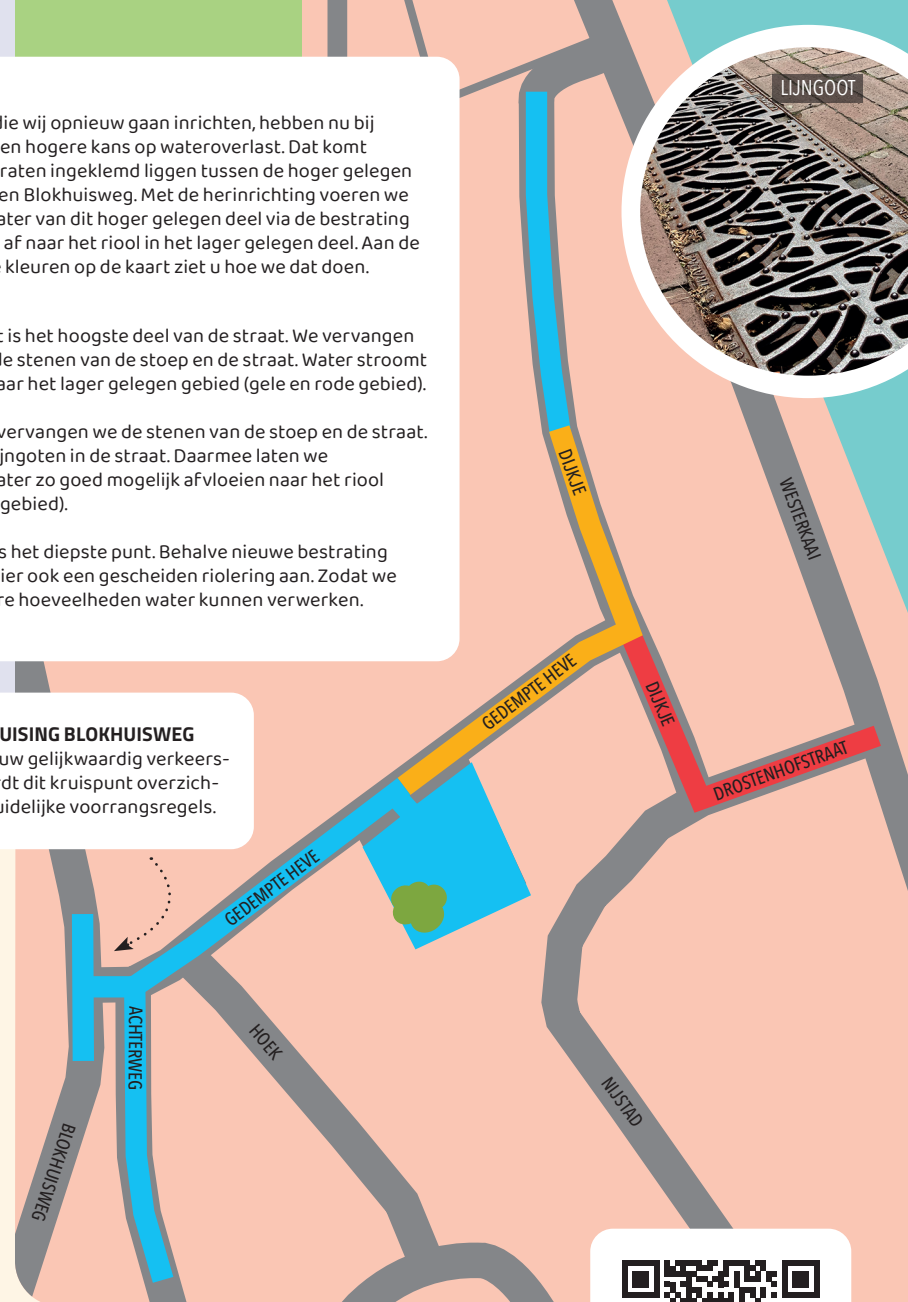 die wij opnieuw gaan inrichten, hebben nu bij
en hogere kans op wateroverlast. Dat komt
raten ingeklemd liggen tussen de hoger gelegen
en Blokhuisweg. Met de herinrichting voeren we
ater van dit hoger gelegen deel via de bestrating
af naar het riool in het lager gelegen deel. Aan de
kleuren op de kaart ziet u hoe we dat doen.
t is het hoogste deel van de straat. We vervangen
de stenen van de stoep en de straat. Water stroomt
aar het lager gelegen gebied (gele en rode gebied).
vervangen we de stenen van de stoep en de straat.
ijngoten in de straat. Daarmee laten we
ater zo goed mogelijk afvloeien naar het riool
gebied).
s het diepste punt. Behalve nieuwe bestrating
ier ook een gescheiden riolering aan. Zodat we
re hoeveelheden water kunnen verwerken.
LIJNGOOT
DIJKJE
WESTERKAAI
GEDEMPTE HEVE
DIJKJE
DROSTENHOFSTRAAT
UISING BLOKHUISWEG
uw gelijkwaardig verkeers-
rdt dit kruispunt overzich-
uidelijke voorrangsregels.
GEDEMPTE HEVE
ACHTERWEG
HOEK
NIJSTAD
BLOKHUISWEG